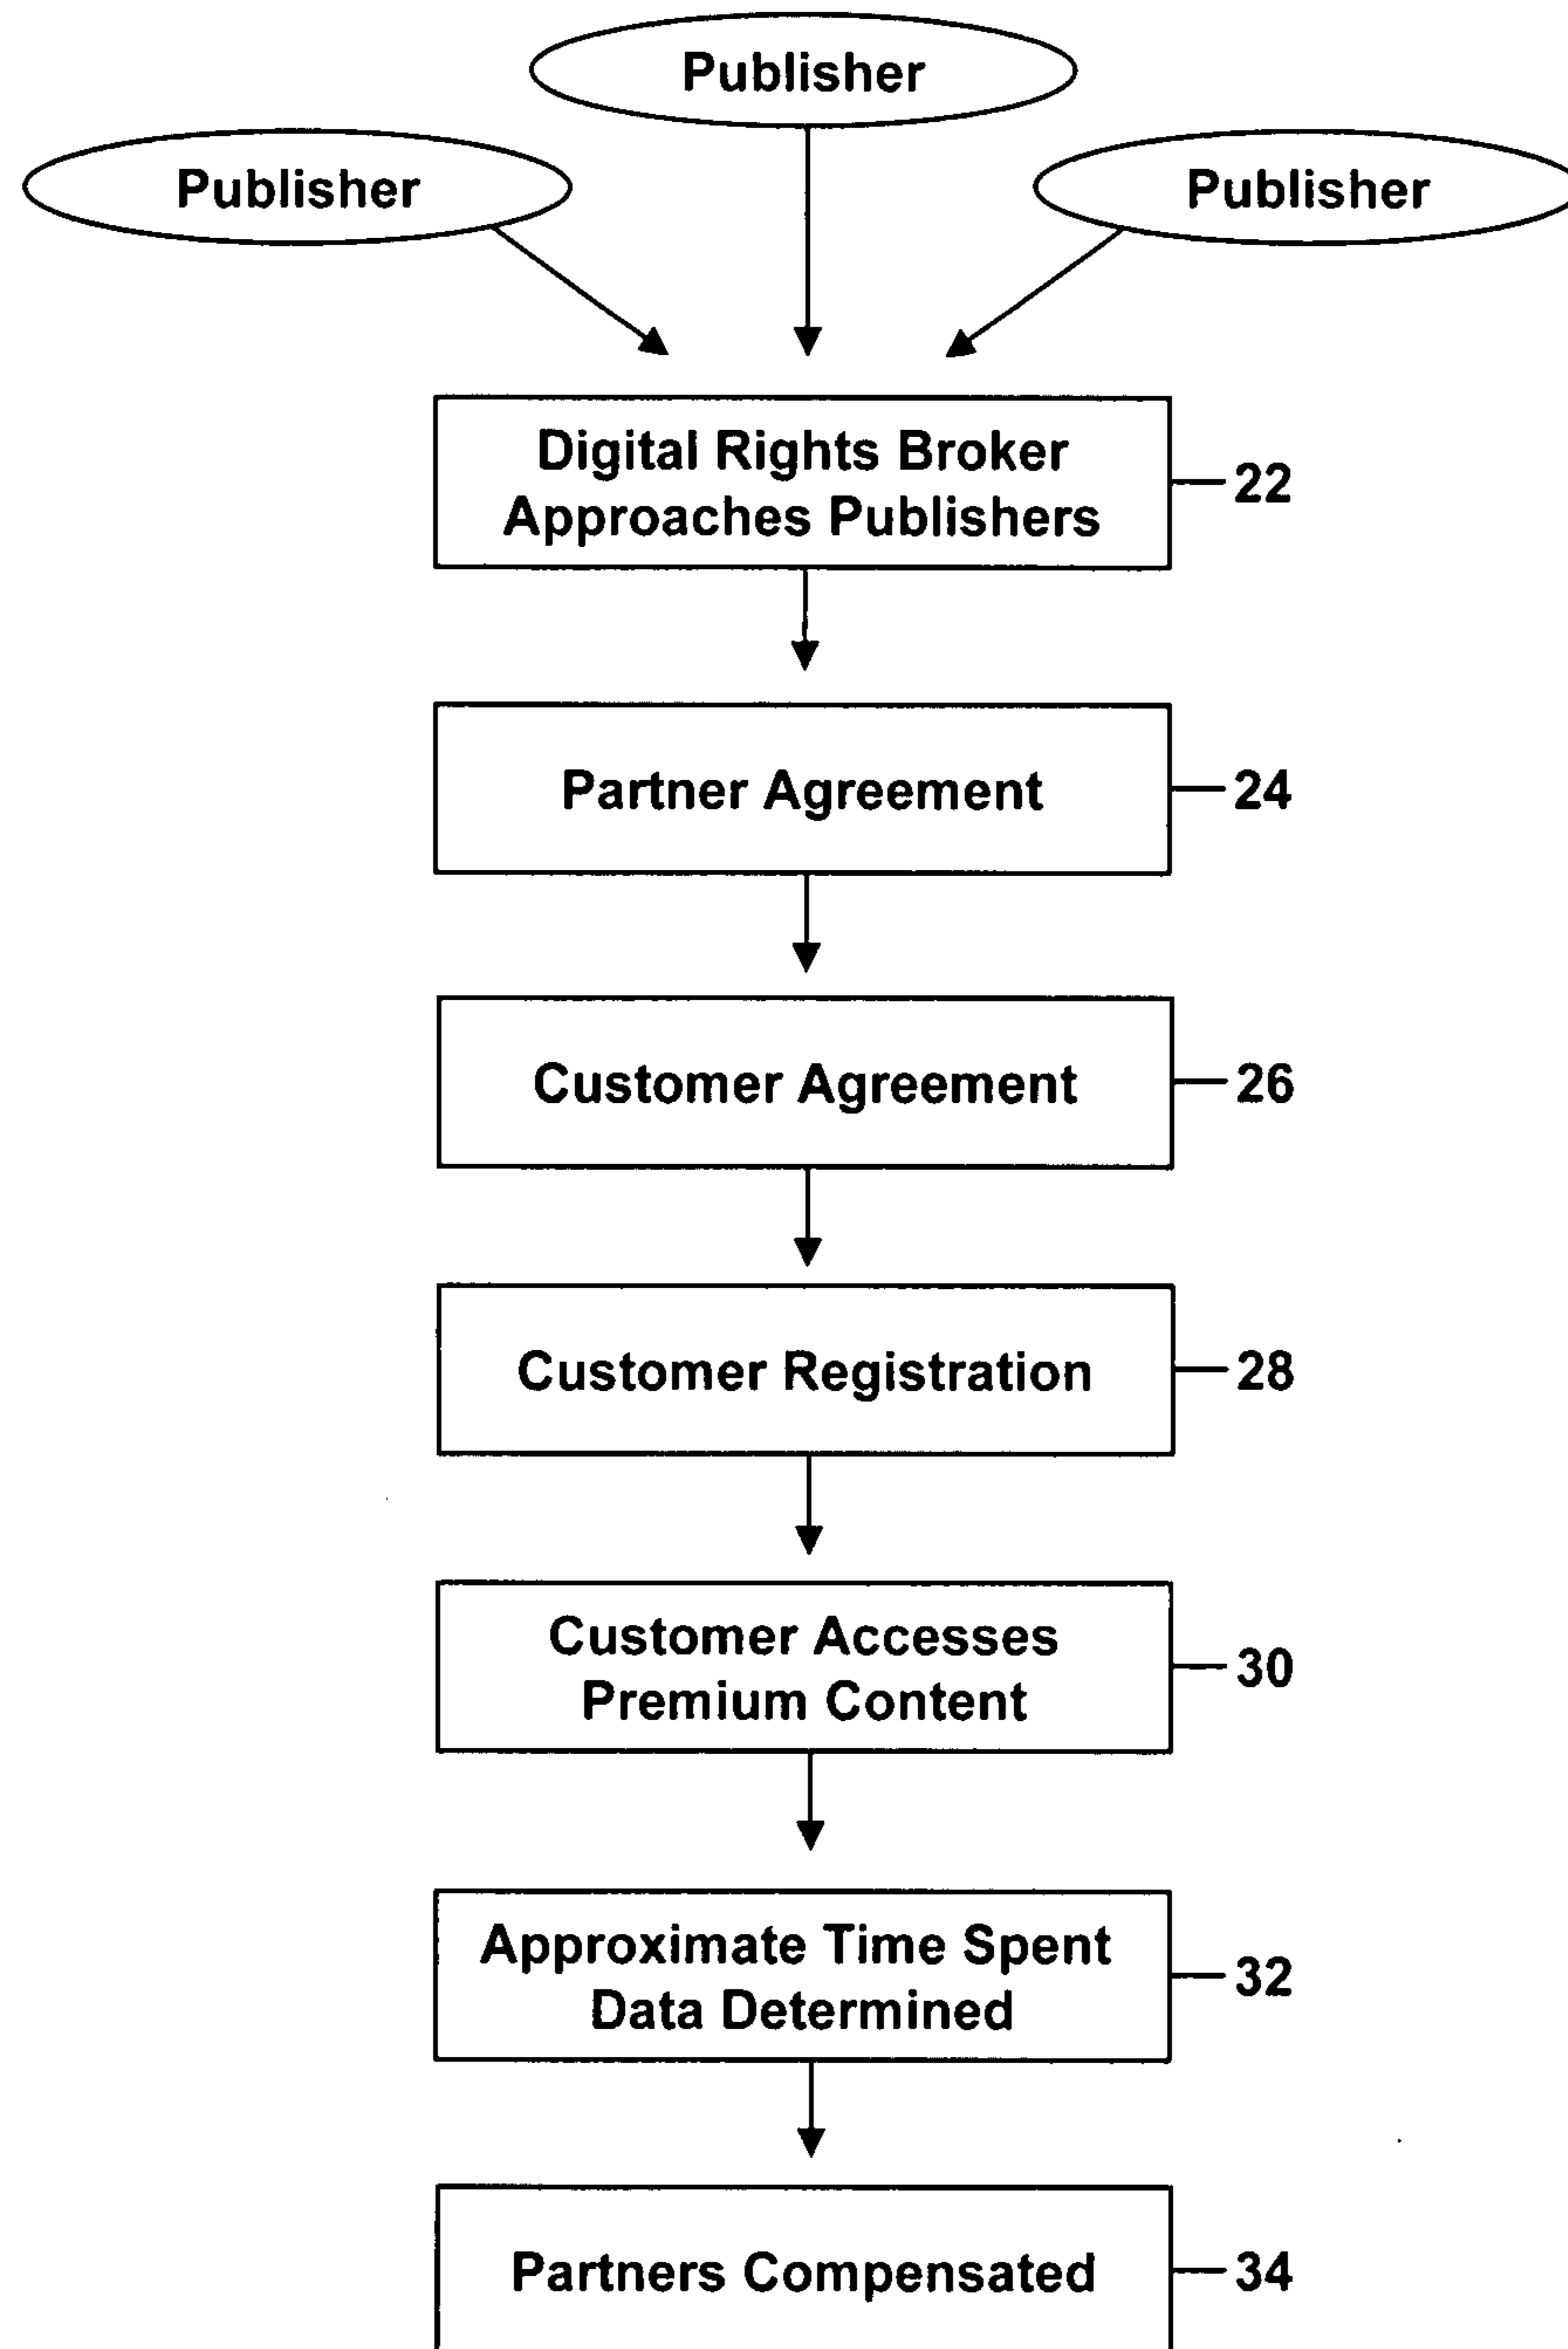 Publisher
Publisher
Publisher
Digital Rights Broker
Approaches Publishers
22
Partner Agreement
24
Customer Agreement
26
Customer Registration
28
Customer Accesses
Premium Content
30
Approximate Time Spent
Data Determined
32
Partners Compensated
34